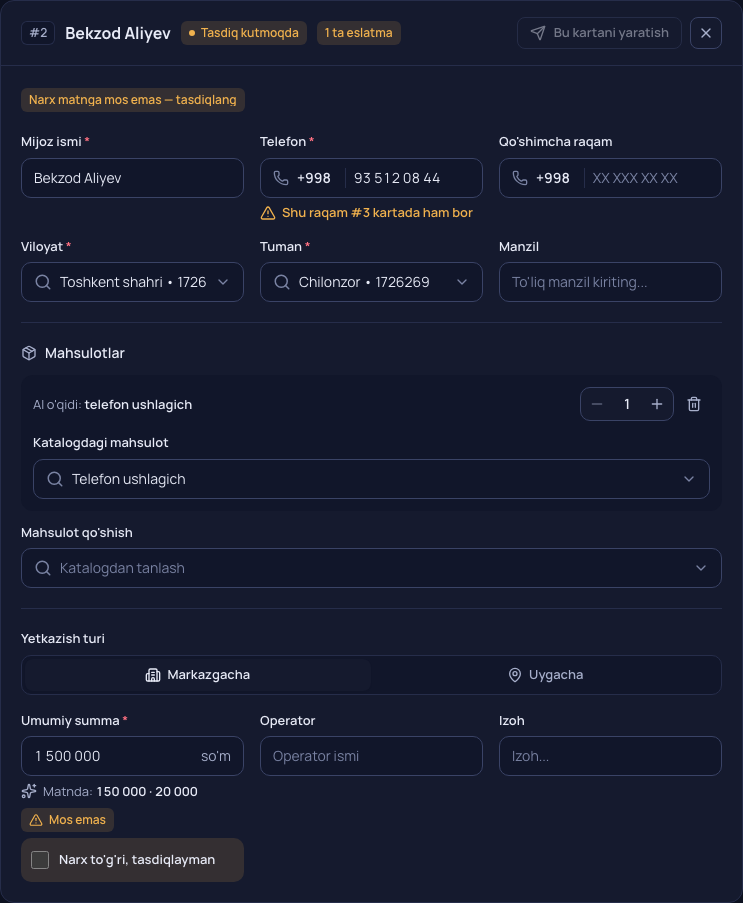 #2 Bekzod Aliyev Tasdiq kutmoqda 1 ta eslatma Bu kartani yaratish
Narx matnga mos emas — tasdiqlang
Mijoz ismi * Telefon * Qo'shimcha raqam
Bekzod Aliyev +998 93 512 08 44 +998 XX XXX XX XX
Shu raqam #3 kartada ham bor
Viloyat * Tuman * Manzil
Toshkent shahri • 1726 Chilonzor • 1726269 To'liq manzil kiriting...
Mahsulotlar
AI o'qidi: telefon ushlagich 1
Katalogdagi mahsulot
Telefon ushlagich
Mahsulot qo'shish
Katalogdan tanlash
Yetkazish turi
Markazgacha Uygacha
Umumiy summa * Operator Izoh
1 500 000 so'm Operator ismi Izoh...
Matnda: 150 000 · 20 000
Mos emas
Narx to'g'ri, tasdiqlayman